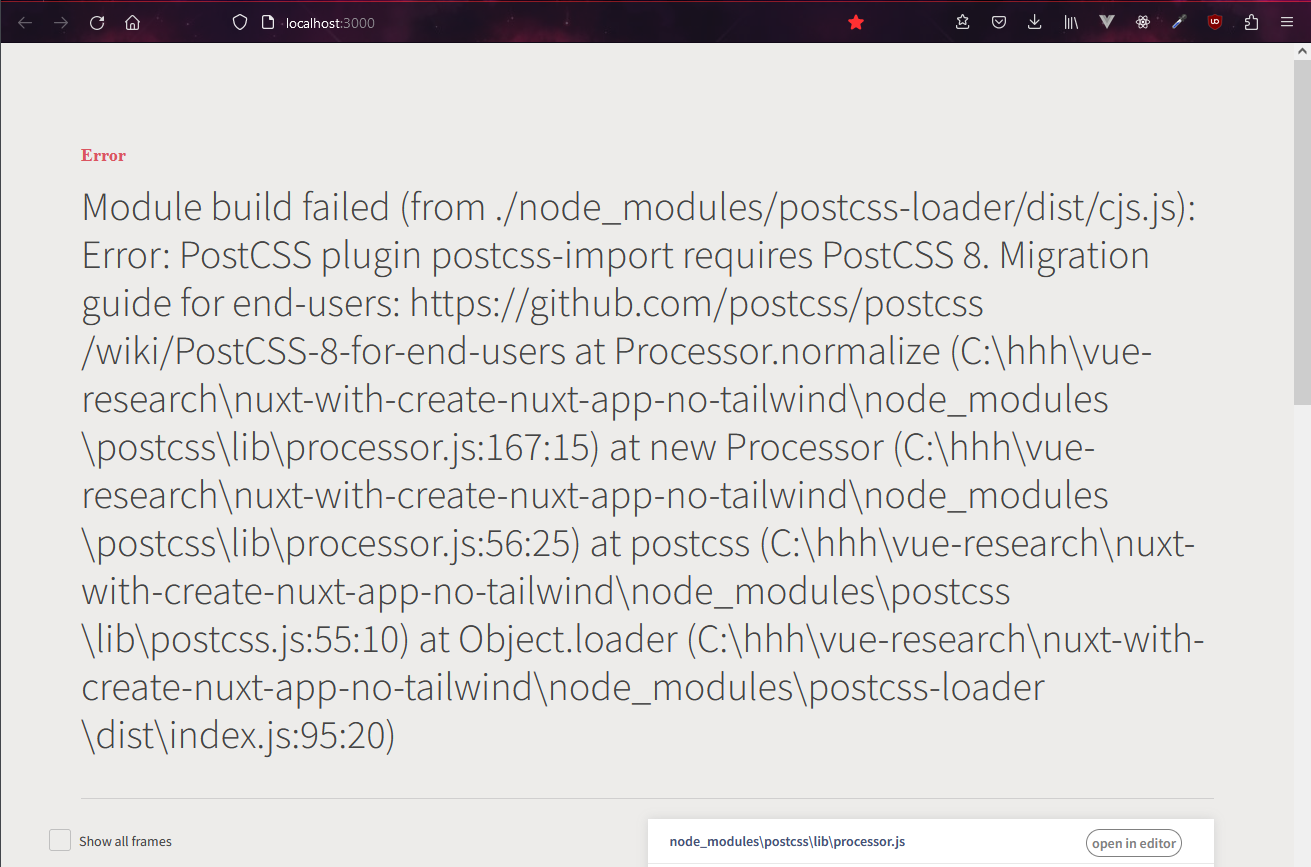 localhost:3000
UD
Error
Module build failed (from ./node_modules/postcss-loader/dist/cjs.js):
Error: PostCSS plugin postcss-import requires PostCSS 8. Migration
guide for end-users: https://github.com/postcss/postcss
/wiki/PostCSS-8-for-end-users at Processor.normalize (C:\hhh\vue-
research\nuxt-with-create-nuxt-app-no-tailwind\node_modules
\postcss\lib\processor.js:167:15) at new Processor (C:\hhh\vue-
research\nuxt-with-create-nuxt-app-no-tailwind\node_modules
\postcss\lib\processor.js:56:25) at postcss (C:\hhh\vue-research\nuxt-
with-create-nuxt-app-no-tailwind\node_modules\postcss
\lib\postcss.js:55:10) at Object.loader (C:\hhh\vue-research\nuxt-with-
create-nuxt-app-no-tailwind\node_modules\postcss-loader
\dist\index.js:95:20)
Show all frames
node_modules\postcss\lib\processor.js
open in editor